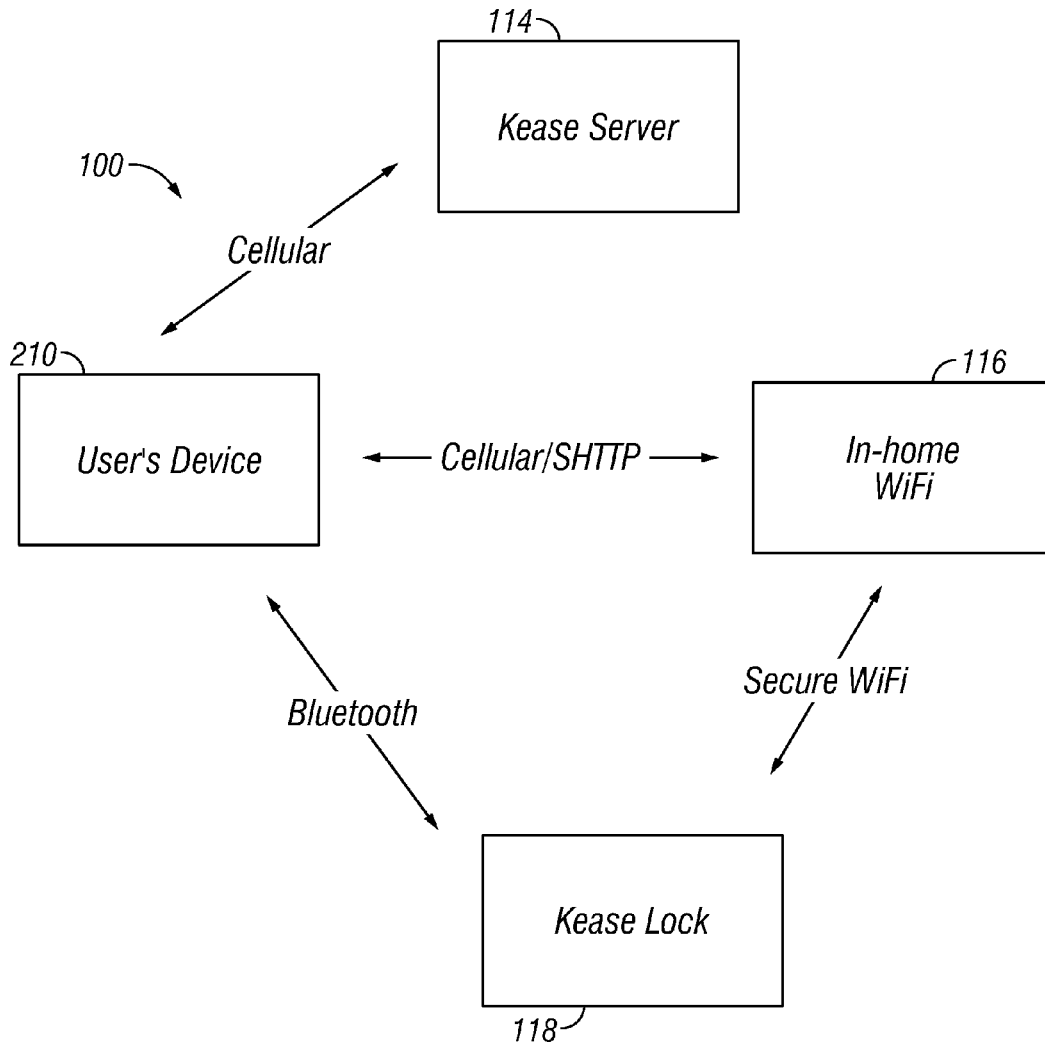 114
Kease Server
100
Cellular
210
User's Device
Cellular/SHTTP
116
In-home
WiFi
Bluetooth
Secure WiFi
Kease Lock
118